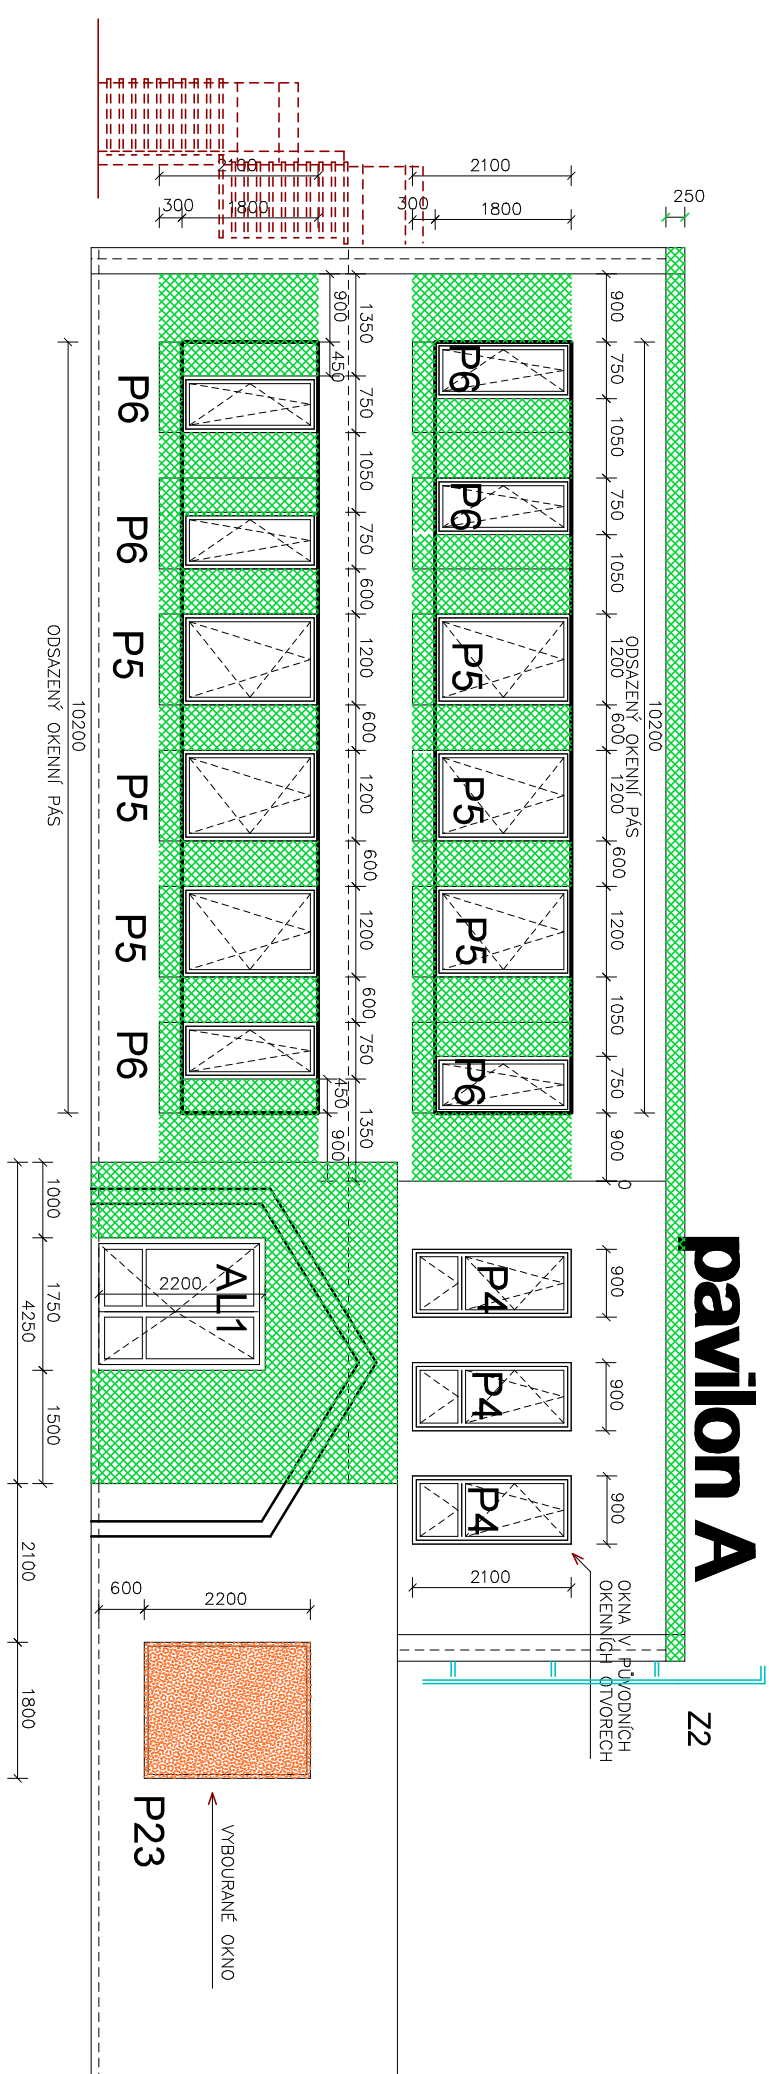 pavilon A
Z2
250
10200
ODSAZENÝ OKENNÍ PÁS
900
750
1050
750
1050
1200
600
1200
600
1200
1050
750
900
0
900
900
900
2100
300
1800
P6
P6
P5
P5
P5
P6
P4
P4
P4
2100
OKNA V PŮVODNÍCH
OKENNÍCH OTVORECH
1350
750
1050
750
600
1200
600
1200
600
1200
600
750
1350
900
450
450
900
2100
300
1800
P6
P6
P5
P5
P5
P6
AL1
2200
600
2200
P23
VYBOURANÉ OKNO
10200
ODSAZENÝ OKENNÍ PÁS
1000
1750
1500
4250
2100
1800